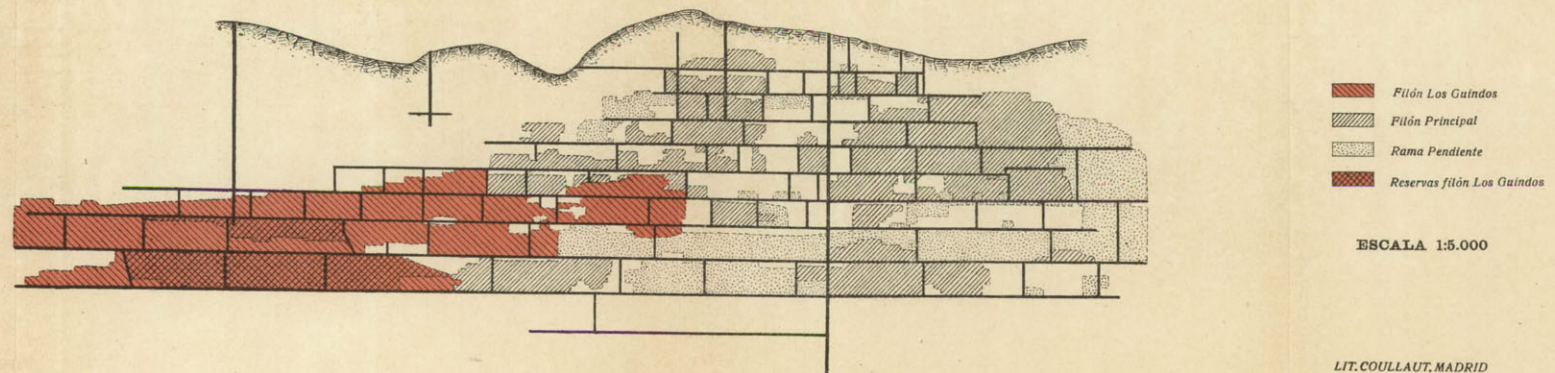 Filón Los Guindos
Filón Principal
Rama Pendiente
Reservas filón Los Guindos
ESCALA 1:5.000
LIT. COULLAUT. MADRID